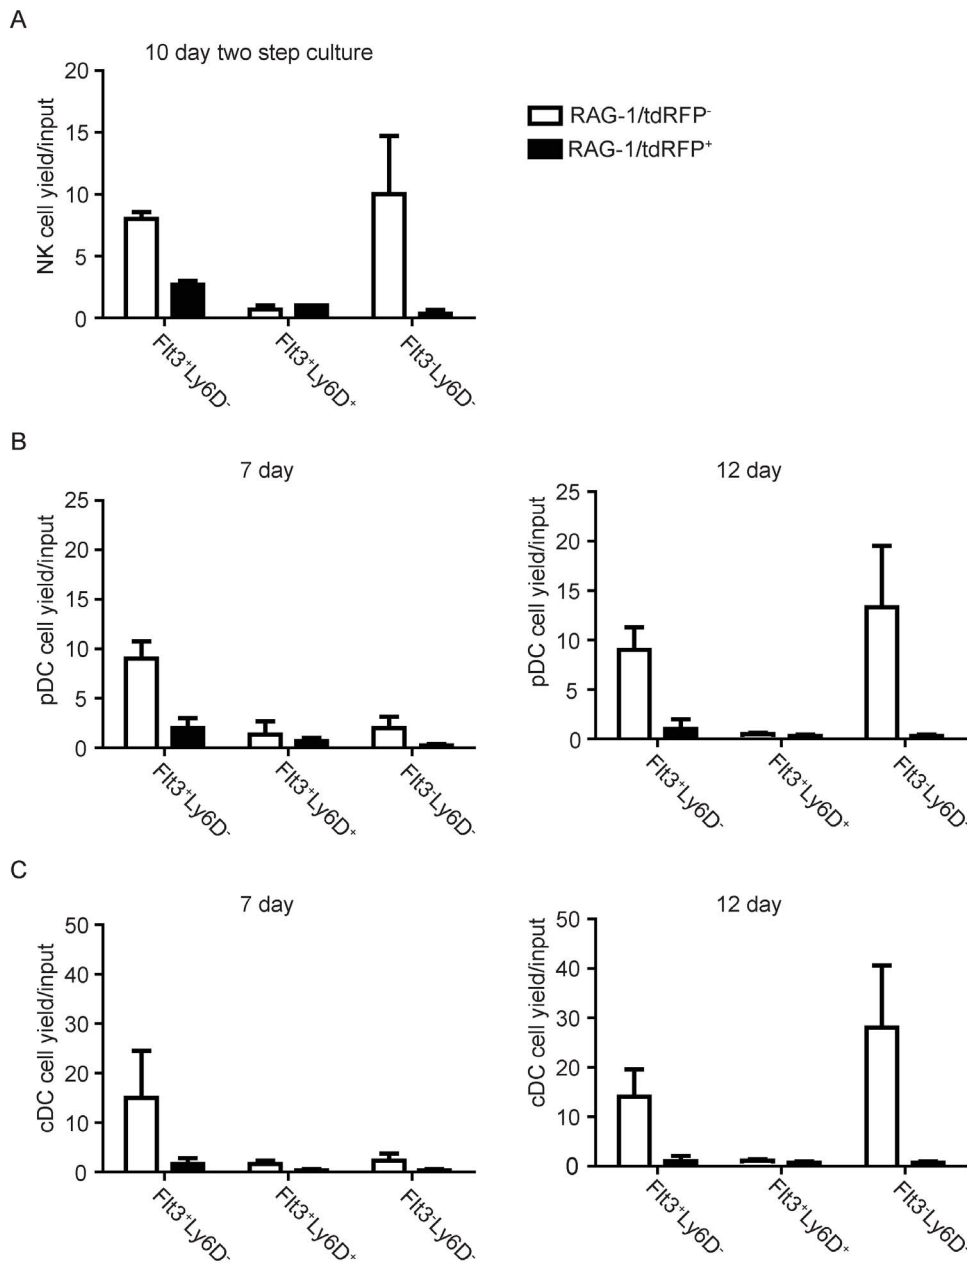 A
10 day two step culture
20
15
10
5
0
NK cell yield/input
RAG-1/tdRFP⁻
RAG-1/tdRFP⁺
Flt3⁺Ly6D⁻
Flt3⁺Ly6D⁺
Flt3⁻Ly6D⁻
B
7 day
25
20
15
10
5
0
pDC cell yield/input
Flt3⁺Ly6D⁻
Flt3⁺Ly6D⁺
Flt3⁻Ly6D⁻
12 day
25
20
15
10
5
0
pDC cell yield/input
Flt3⁺Ly6D⁻
Flt3⁺Ly6D⁺
Flt3⁻Ly6D⁻
C
7 day
50
40
30
20
10
0
cDC cell yield/input
Flt3⁺Ly6D⁻
Flt3⁺Ly6D⁺
Flt3⁻Ly6D⁻
12 day
50
40
30
20
10
0
cDC cell yield/input
Flt3⁺Ly6D⁻
Flt3⁺Ly6D⁺
Flt3⁻Ly6D⁻